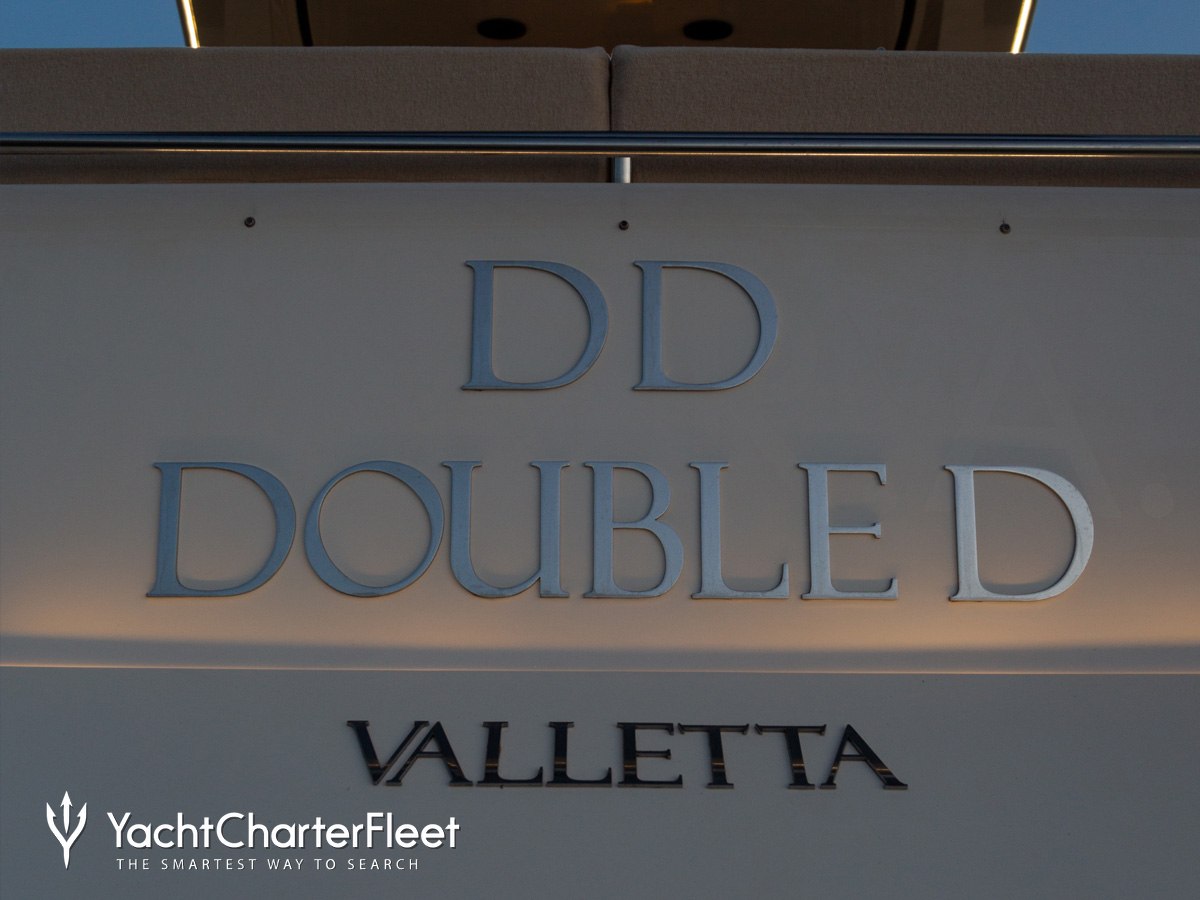 DD
DOUBLE D
VALLETTA
YachtCharterFleet
THE SMARTEST WAY TO SEARCH